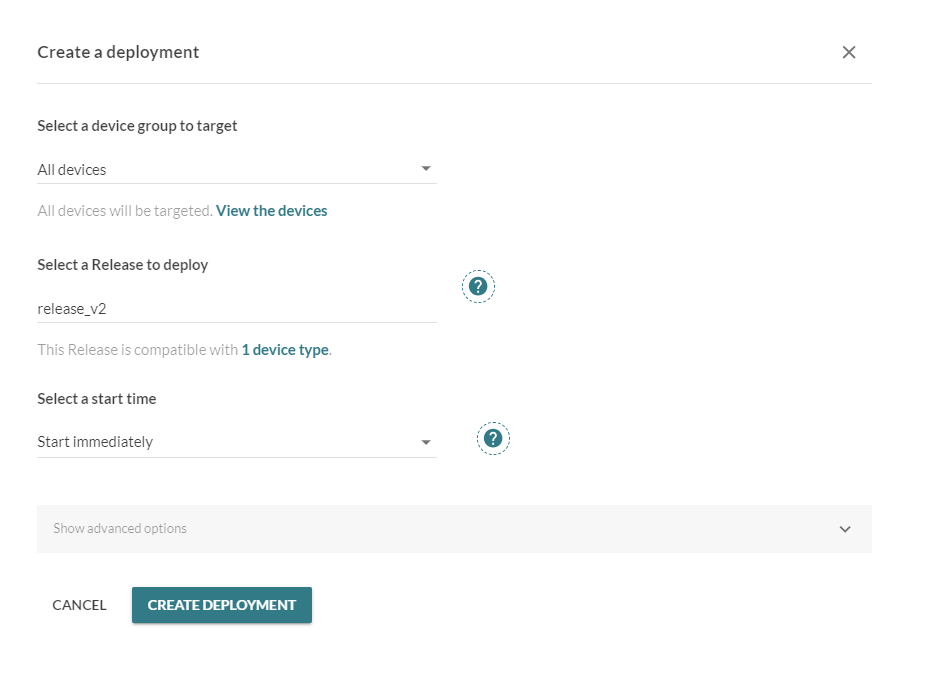 Create a deployment
Select a device group to target
All devices
All devices will be targeted. View the devices
Select a Release to deploy
?
release_v2
This Release is compatible with 1 device type.
Select a start time
Start immediately
?
Show advanced options
CANCEL CREATE DEPLOYMENT